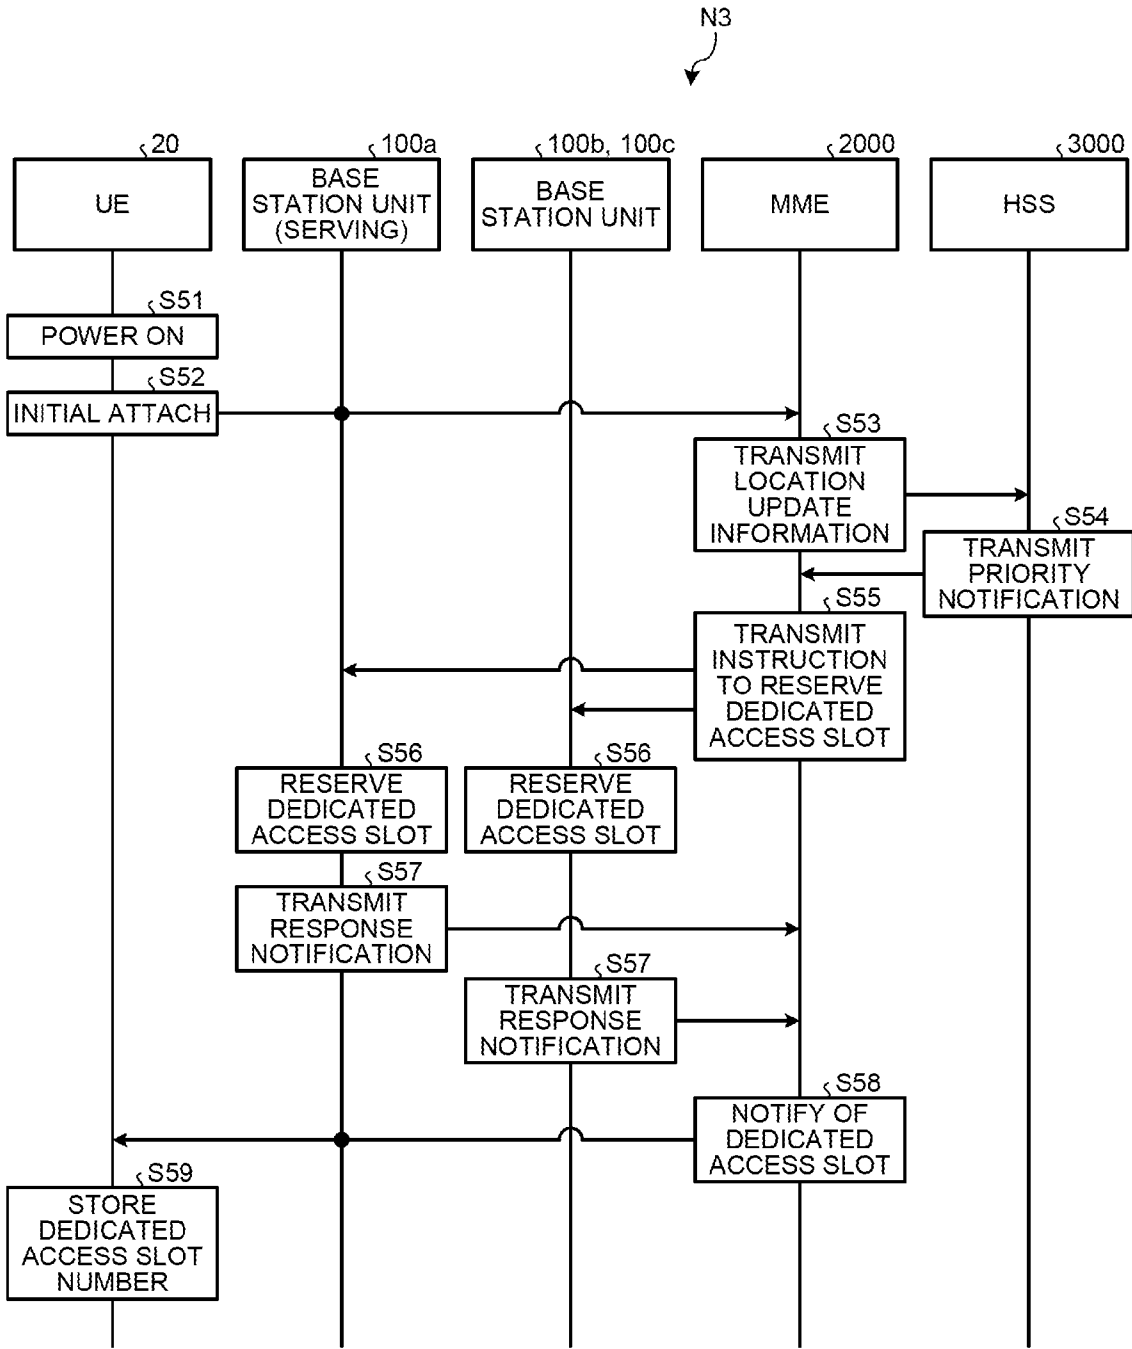 N3
20
100a
100b, 100c
2000
3000
UE
BASE
STATION UNIT
(SERVING)
BASE
STATION UNIT
MME
HSS
S51
POWER ON
S52
INITIAL ATTACH
S53
TRANSMIT
LOCATION
UPDATE
INFORMATION
S54
TRANSMIT
PRIORITY
NOTIFICATION
S55
TRANSMIT
INSTRUCTION
TO RESERVE
DEDICATED
ACCESS SLOT
S56
RESERVE
DEDICATED
ACCESS SLOT
S56
RESERVE
DEDICATED
ACCESS SLOT
S57
TRANSMIT
RESPONSE
NOTIFICATION
S57
TRANSMIT
RESPONSE
NOTIFICATION
S58
NOTIFY OF
DEDICATED
ACCESS SLOT
S59
STORE
DEDICATED
ACCESS SLOT
NUMBER